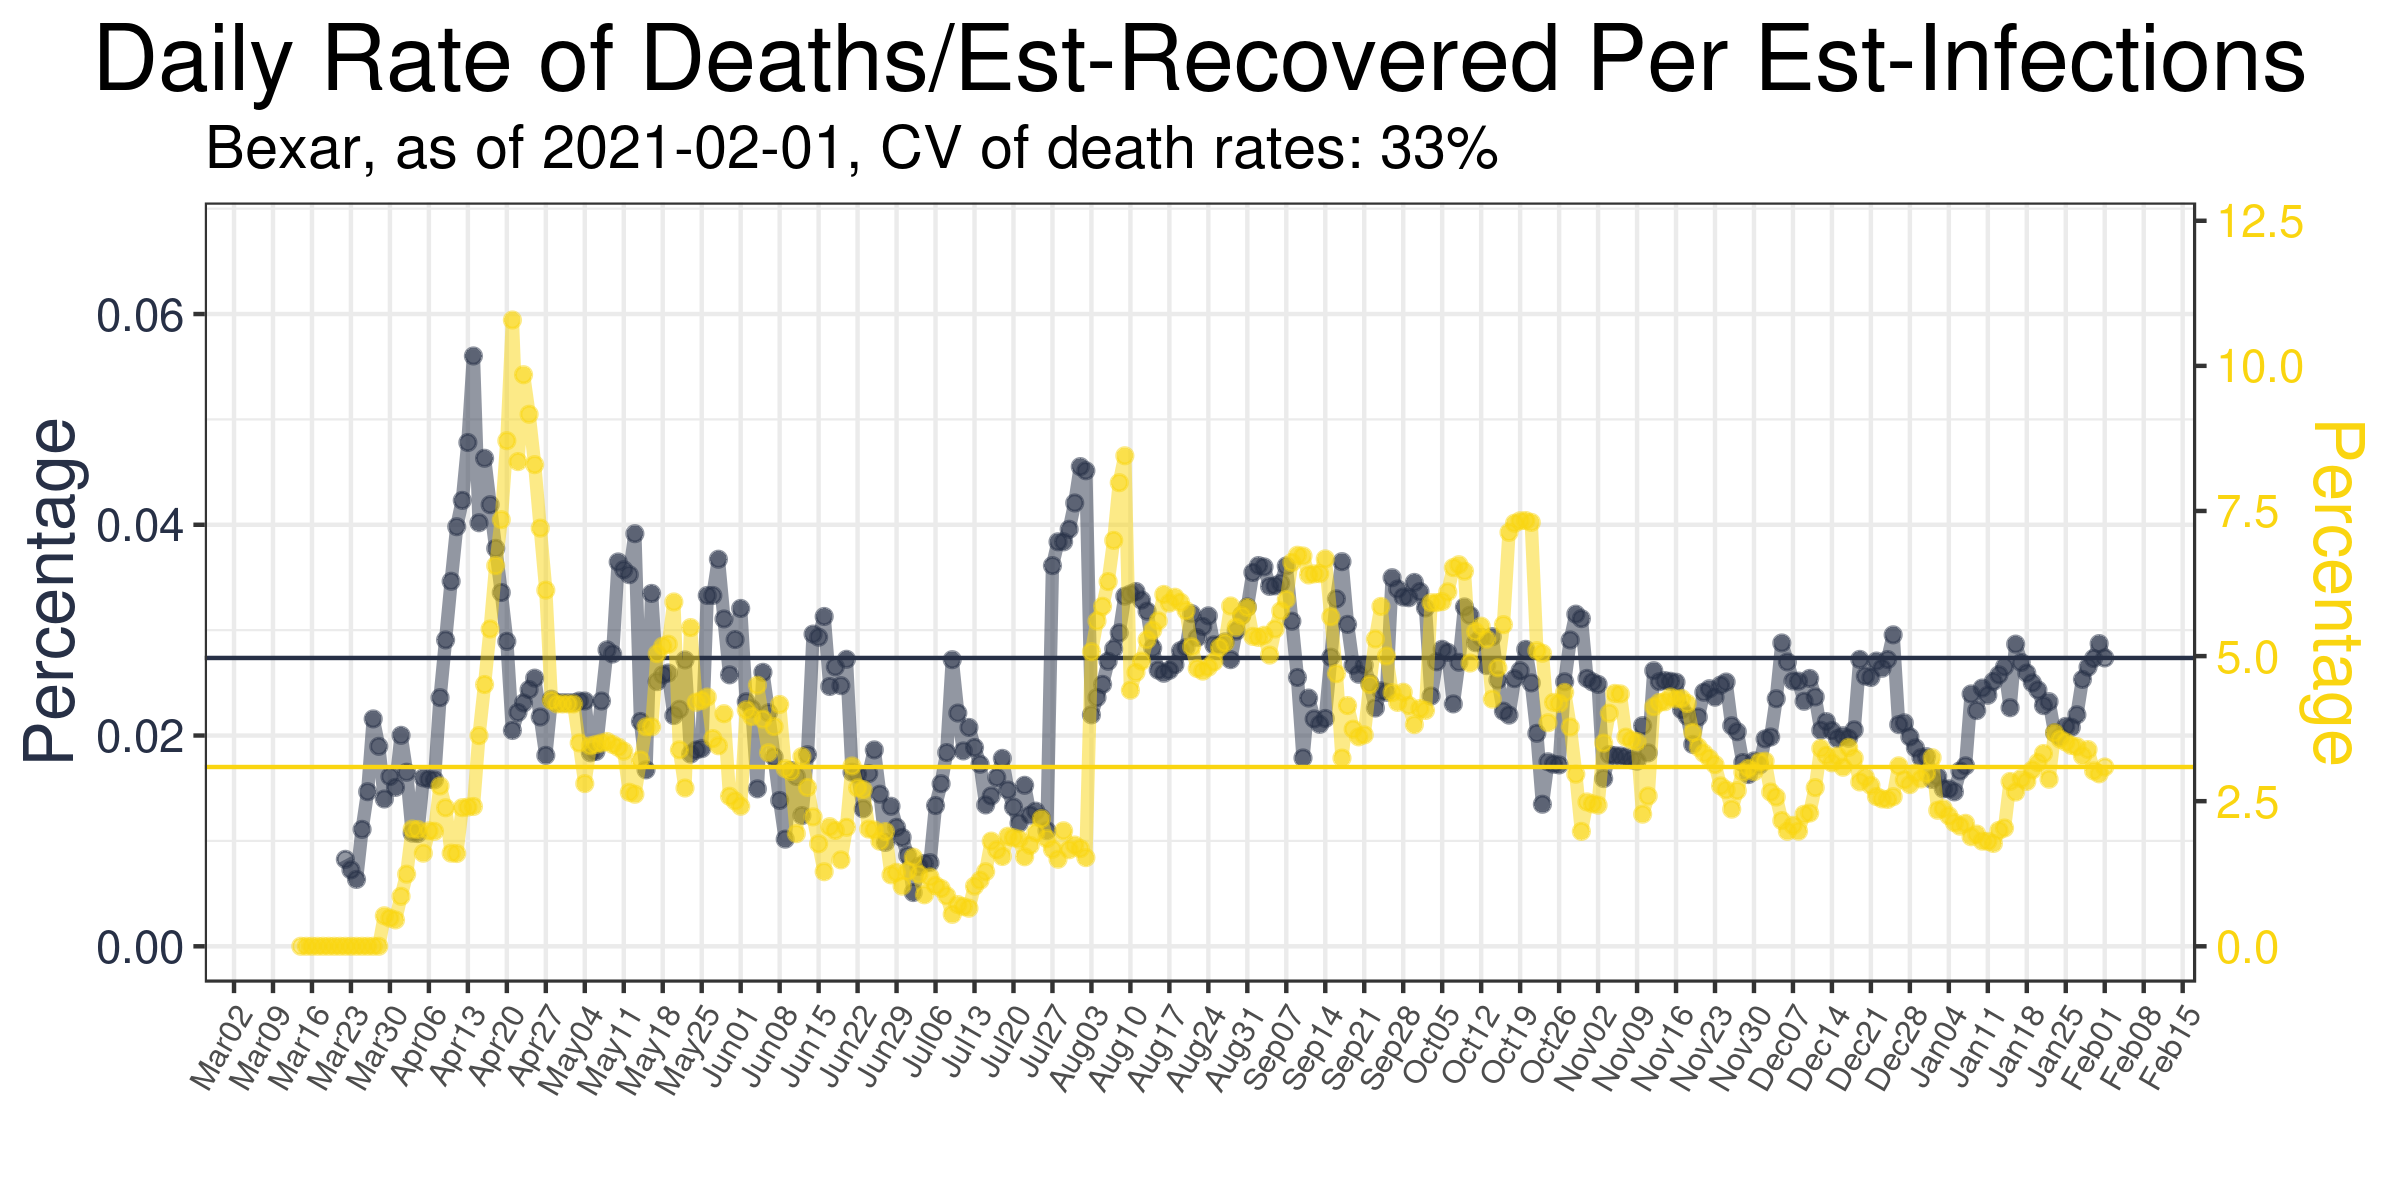 Daily Rate of Deaths/Est-Recovered Per Est-Infections
Bexar, as of 2021-02-01, CV of death rates: 33%
Percentage
0.06
0.04
0.02
0.00
12.5
10.0
7.5
5.0
2.5
0.0
Percentage
Mar02 Mar09 Mar16 Mar23 Mar30 Apr06 Apr13 Apr20 Apr27 May04 May11 May18 May25 Jun01 Jun08 Jun15 Jun22 Jun29 Jul06 Jul13 Jul20 Jul27 Aug03 Aug10 Aug17 Aug24 Aug31 Sep07 Sep14 Sep21 Sep28 Oct05 Oct12 Oct19 Oct26 Nov02 Nov09 Nov16 Nov23 Nov30 Dec07 Dec14 Dec21 Dec28 Jan04 Jan11 Jan18 Jan25 Feb01 Feb08 Feb15